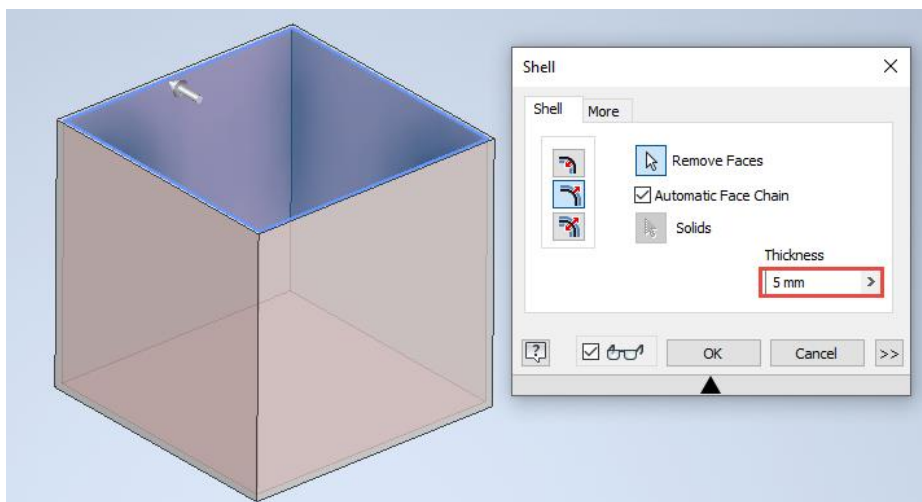 Shell
Shell More
Remove Faces
Automatic Face Chain
Solids
Thickness
5 mm
OK Cancel >>